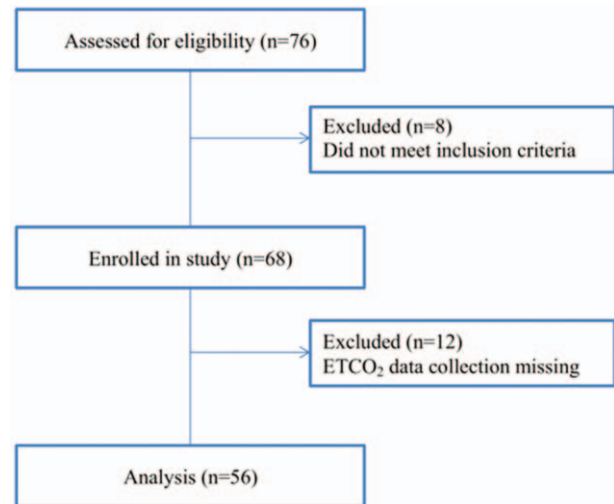 Assessed for eligibility (n=76)
Excluded (n=8)
Did not meet inclusion criteria
Enrolled in study (n=68)
Excluded (n=12)
ETCO₂ data collection missing
Analysis (n=56)